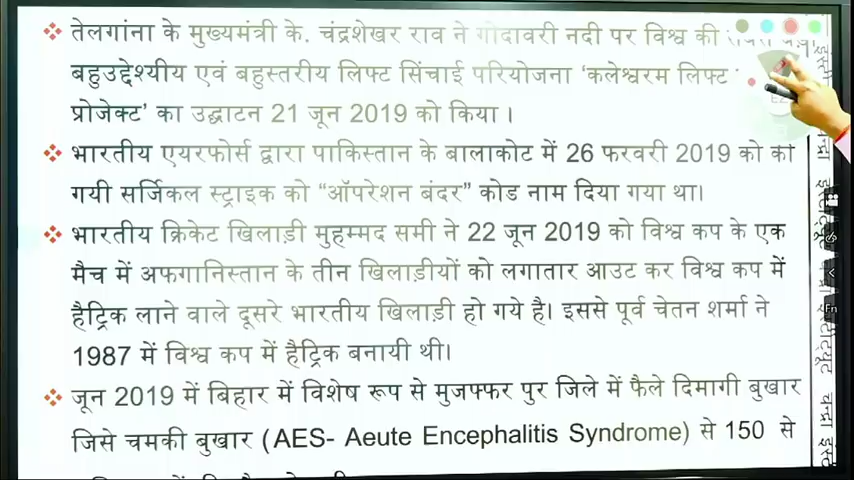 ❖ तेलगांना के मुख्यमंत्री के. चंद्रशेखर राव ने गोदावरी नदी पर विश्व की
बहुउद्देश्यीय एवं बहुस्तरीय लिफ्ट सिंचाई परियोजना ‘कलेश्वरम लिफ्ट
प्रोजेक्ट’ का उद्घाटन 21 जून 2019 को किया ।
❖ भारतीय एयरफोर्स द्वारा पाकिस्तान के बालाकोट में 26 फरवरी 2019 को की
गयी सर्जिकल स्ट्राइक को “ऑपरेशन बंदर” कोड नाम दिया गया था।
❖ भारतीय क्रिकेट खिलाड़ी मुहम्मद समी ने 22 जून 2019 को विश्व कप के एक
मैच में अफगानिस्तान के तीन खिलाड़ीयों को लगातार आउट कर विश्व कप में
हैट्रिक लाने वाले दूसरे भारतीय खिलाड़ी हो गये है। इससे पूर्व चेतन शर्मा ने
1987 में विश्व कप में हैट्रिक बनायी थी।
❖ जून 2019 में बिहार में विशेष रूप से मुजफ्फर पुर जिले में फैले दिमागी बुखार
जिसे चमकी बुखार (AES- Aeute Encephalitis Syndrome) से 150 से